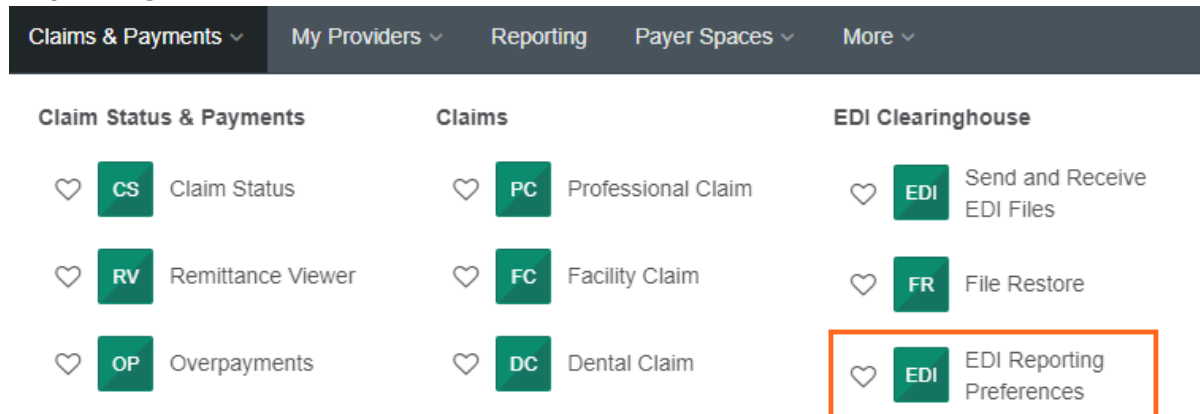 Claims & Payments My Providers Reporting Payer Spaces More
Claim Status & Payments
CS Claim Status
RV Remittance Viewer
OP Overpayments
Claims
PC Professional Claim
FC Facility Claim
DC Dental Claim
EDI Clearinghouse
EDI Send and Receive
EDI Files
FR File Restore
EDI EDI Reporting
Preferences